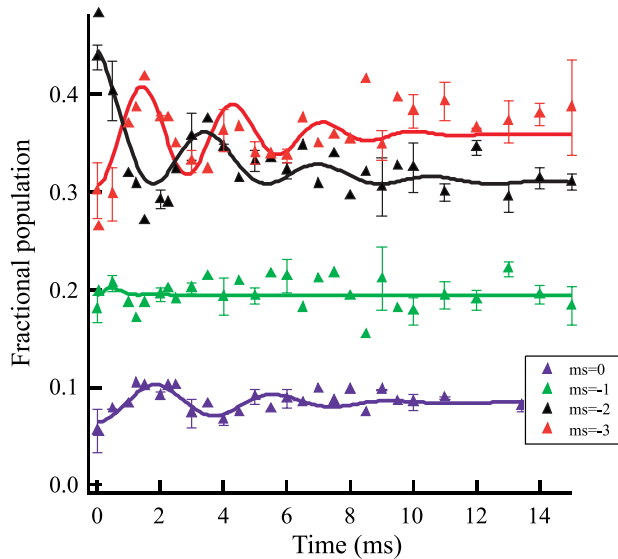 Fractional population
0.4
0.3
0.2
0.1
0.0
0 2 4 6 8 10 12 14
Time (ms)
ms=0
ms=-1
ms=-2
ms=-3